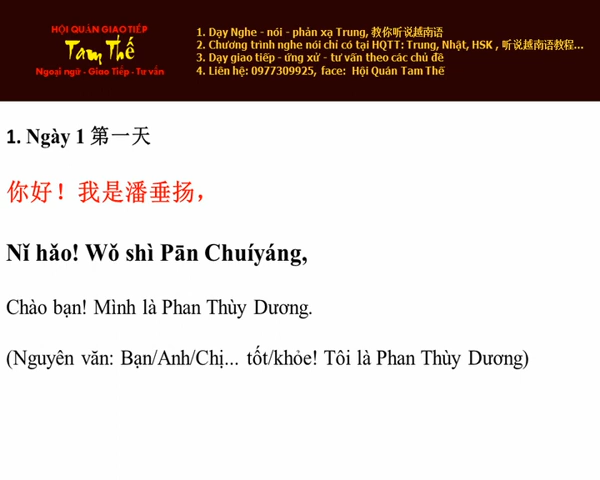 HỘI QUÁN GIAO TIẾP
Tam Thế
Ngoại ngữ - Giao Tiếp - Tư vấn
1. Dạy Nghe - nói - phản xạ Trung, 教你听说越南语
2. Chương trình nghe nói chỉ có tại HQTT: Trung, Nhật, HSK , 听说越南语教程...
3. Dạy giao tiếp - ứng xử - tư vấn theo các chủ đề
4. Liên hệ: 0977309925, face: Hội Quán Tam Thế
1. Ngày 1 第一天
你好！我是潘垂扬，
Nǐ hǎo! Wǒ shì Pān Chuíyáng,
Chào bạn! Mình là Phan Thùy Dương.
(Nguyên văn: Bạn/Anh/Chị... tốt/khỏe! Tôi là Phan Thùy Dương)